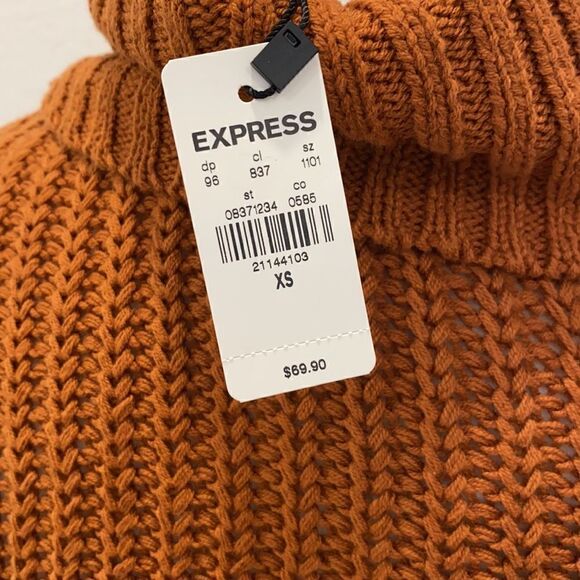 EXPRESS
dp cl sz
96 837 1101
st co
08371234 0585
21144103
XS
$69.90